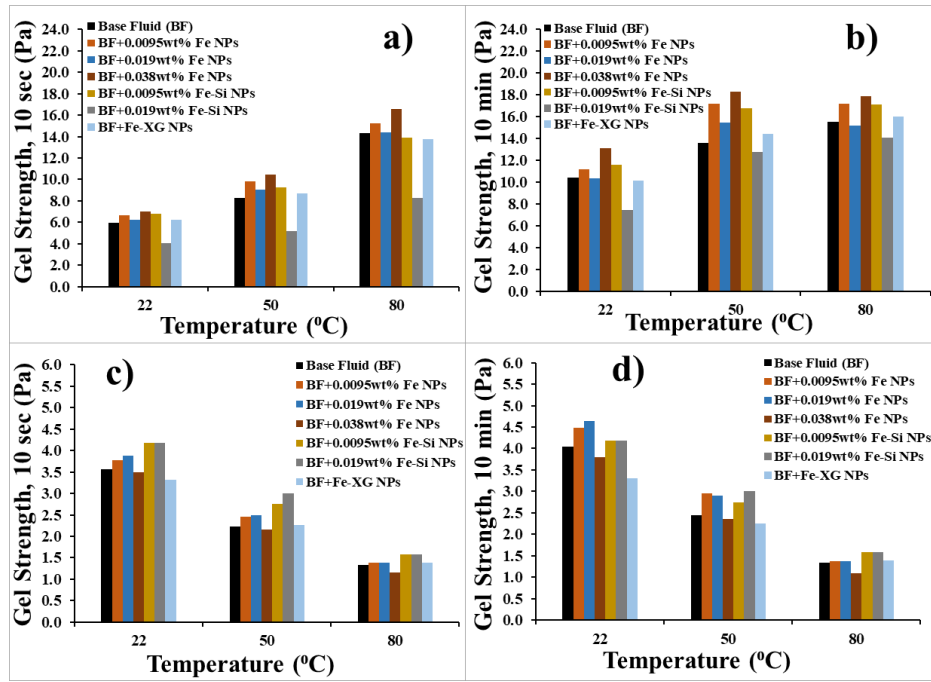 a)
Gel Strength, 10 sec (Pa)
24.0
22.0
20.0
18.0
16.0
14.0
12.0
10.0
8.0
6.0
4.0
2.0
0.0
Base Fluid (BF)
BF+0.0095wt% Fe NPs
BF+0.019wt% Fe NPs
BF+0.038wt% Fe NPs
BF+0.0095wt% Fe-Si NPs
BF+0.019wt% Fe-Si NPs
BF+Fe-XG NPs
22 50 80
Temperature (⁰C)
b)
Gel Strength, 10 min (Pa)
24.0
22.0
20.0
18.0
16.0
14.0
12.0
10.0
8.0
6.0
4.0
2.0
0.0
Base Fluid (BF)
BF+0.0095wt% Fe NPs
BF+0.019wt% Fe NPs
BF+0.038wt% Fe NPs
BF+0.0095wt% Fe-Si NPs
BF+0.019wt% Fe-Si NPs
BF+Fe-XG NPs
22 50 80
Temperature (⁰C)
c)
Gel Strength, 10 sec (Pa)
6.0
5.5
5.0
4.5
4.0
3.5
3.0
2.5
2.0
1.5
1.0
0.5
0.0
Base Fluid (BF)
BF+0.0095wt% Fe NPs
BF+0.019wt% Fe NPs
BF+0.038wt% Fe NPs
BF+0.0095wt% Fe-Si NPs
BF+0.019wt% Fe-Si NPs
BF+Fe-XG NPs
22 50 80
Temperature (⁰C)
d)
Gel Strength, 10 min (Pa)
6.0
5.5
5.0
4.5
4.0
3.5
3.0
2.5
2.0
1.5
1.0
0.5
0.0
Base Fluid (BF)
BF+0.0095wt% Fe NPs
BF+0.019wt% Fe NPs
BF+0.038wt% Fe NPs
BF+0.0095wt% Fe-Si NPs
BF+0.019wt% Fe-Si NPs
BF+Fe-XG NPs
22 50 80
Temperature (⁰C)